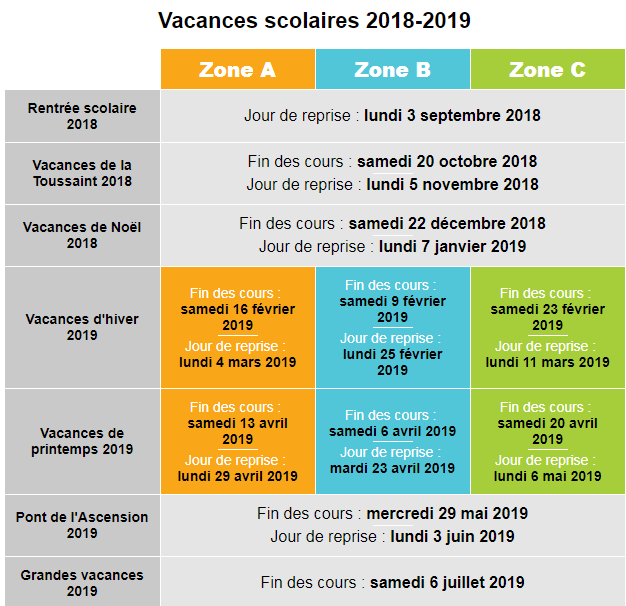 Vacances scolaires 2018-2019
Zone A
Zone B
Zone C
Rentrée scolaire
2018
Jour de reprise : lundi 3 septembre 2018
Vacances de la
Toussaint 2018
Fin des cours : samedi 20 octobre 2018
Jour de reprise : lundi 5 novembre 2018
Vacances de Noël
2018
Fin des cours : samedi 22 décembre 2018
Jour de reprise : lundi 7 janvier 2019
Vacances d'hiver
2019
Fin des cours :
samedi 16 février
2019
Jour de reprise :
lundi 4 mars 2019
Fin des cours :
samedi 9 février
2019
Jour de reprise :
lundi 25 février
2019
Fin des cours :
samedi 23 février
2019
Jour de reprise :
lundi 11 mars 2019
Vacances de
printemps 2019
Fin des cours :
samedi 13 avril
2019
Jour de reprise :
lundi 29 avril 2019
Fin des cours :
samedi 6 avril 2019
Jour de reprise :
mardi 23 avril 2019
Fin des cours :
samedi 20 avril
2019
Jour de reprise :
lundi 6 mai 2019
Pont de l'Ascension
2019
Fin des cours : mercredi 29 mai 2019
Jour de reprise : lundi 3 juin 2019
Grandes vacances
2019
Fin des cours : samedi 6 juillet 2019